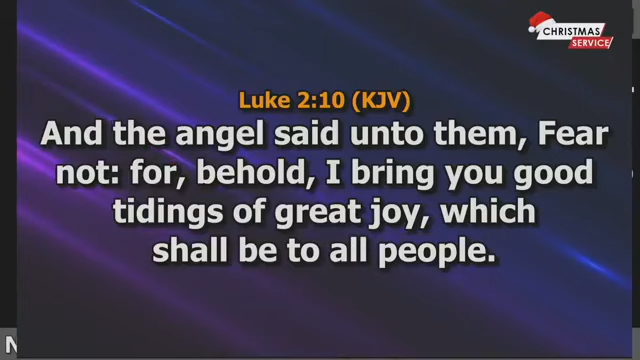 CHRISTMAS
SERVICE
Luke 2:10 (KJV)
And the angel said unto them, Fear
not: for, behold, I bring you good
tidings of great joy, which
shall be to all people.
N